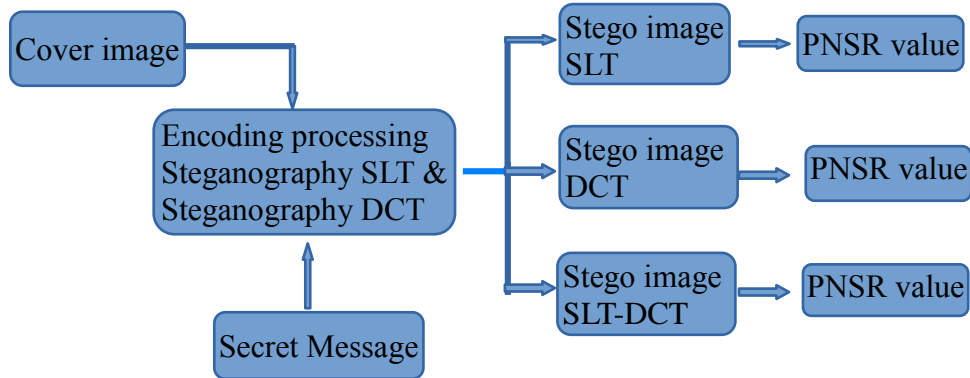 Cover image
Encoding processing
Steganography SLT &
Steganography DCT
Secret Message
Stego image
SLT
PNSR value
Stego image
DCT
PNSR value
Stego image
SLT-DCT
PNSR value